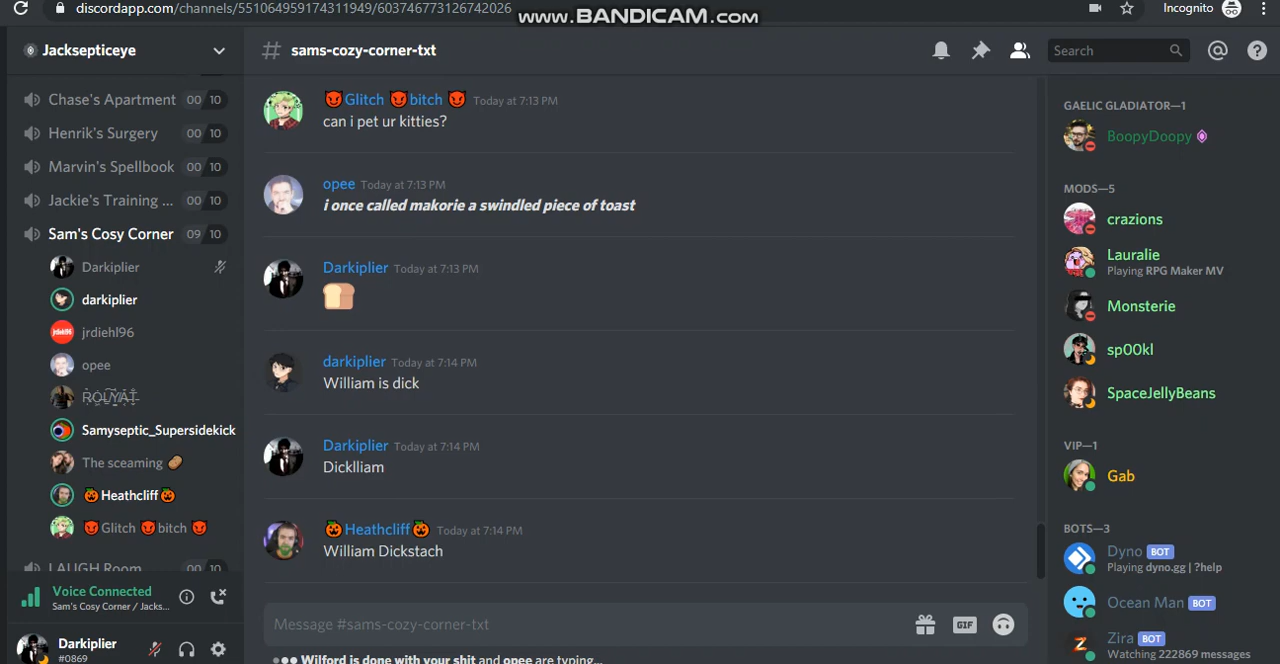 discordapp.com/channels/551064959174311949/603746773126742026
www.BANDICAM.com
Incognito
Jacksepticeye
# sams-cozy-corner-txt
Search
Chase's Apartment 00 10
Henrik's Surgery 00 10
Marvin's Spellbook 00 10
Jackie's Training ... 00 10
Sam's Cosy Corner 09 10
Darkiplier
darkiplier
jrdiehl96
opee
Samyseptic_Supersidekick
The sceaming 🥔
🎃Heathcliff🎃
😈Glitch 😈bitch 😈
LAUGH Room 00 10
Voice Connected
Sam's Cosy Corner / Jacks...
Darkiplier
#0869
😈Glitch 😈bitch 😈 Today at 7:13 PM
can i pet ur kitties?
opee Today at 7:13 PM
i once called makorie a swindled piece of toast
Darkiplier Today at 7:13 PM
🍞
darkiplier Today at 7:14 PM
William is dick
Darkiplier Today at 7:14 PM
Dicklliam
🎃Heathcliff🎃 Today at 7:14 PM
William Dickstach
Message #sams-cozy-corner-txt
GIF
Wilford is done with your shit and opee are typing...
GAELIC GLADIATOR—1
BoopyDoopy
MODS—5
crazions
Lauralie
Playing RPG Maker MV
Monsterie
sp00kl
SpaceJellyBeans
VIP—1
Gab
BOTS—3
Dyno BOT
Playing dyno.gg | ?help
Ocean Man BOT
Zira BOT
Watching 222869 messages